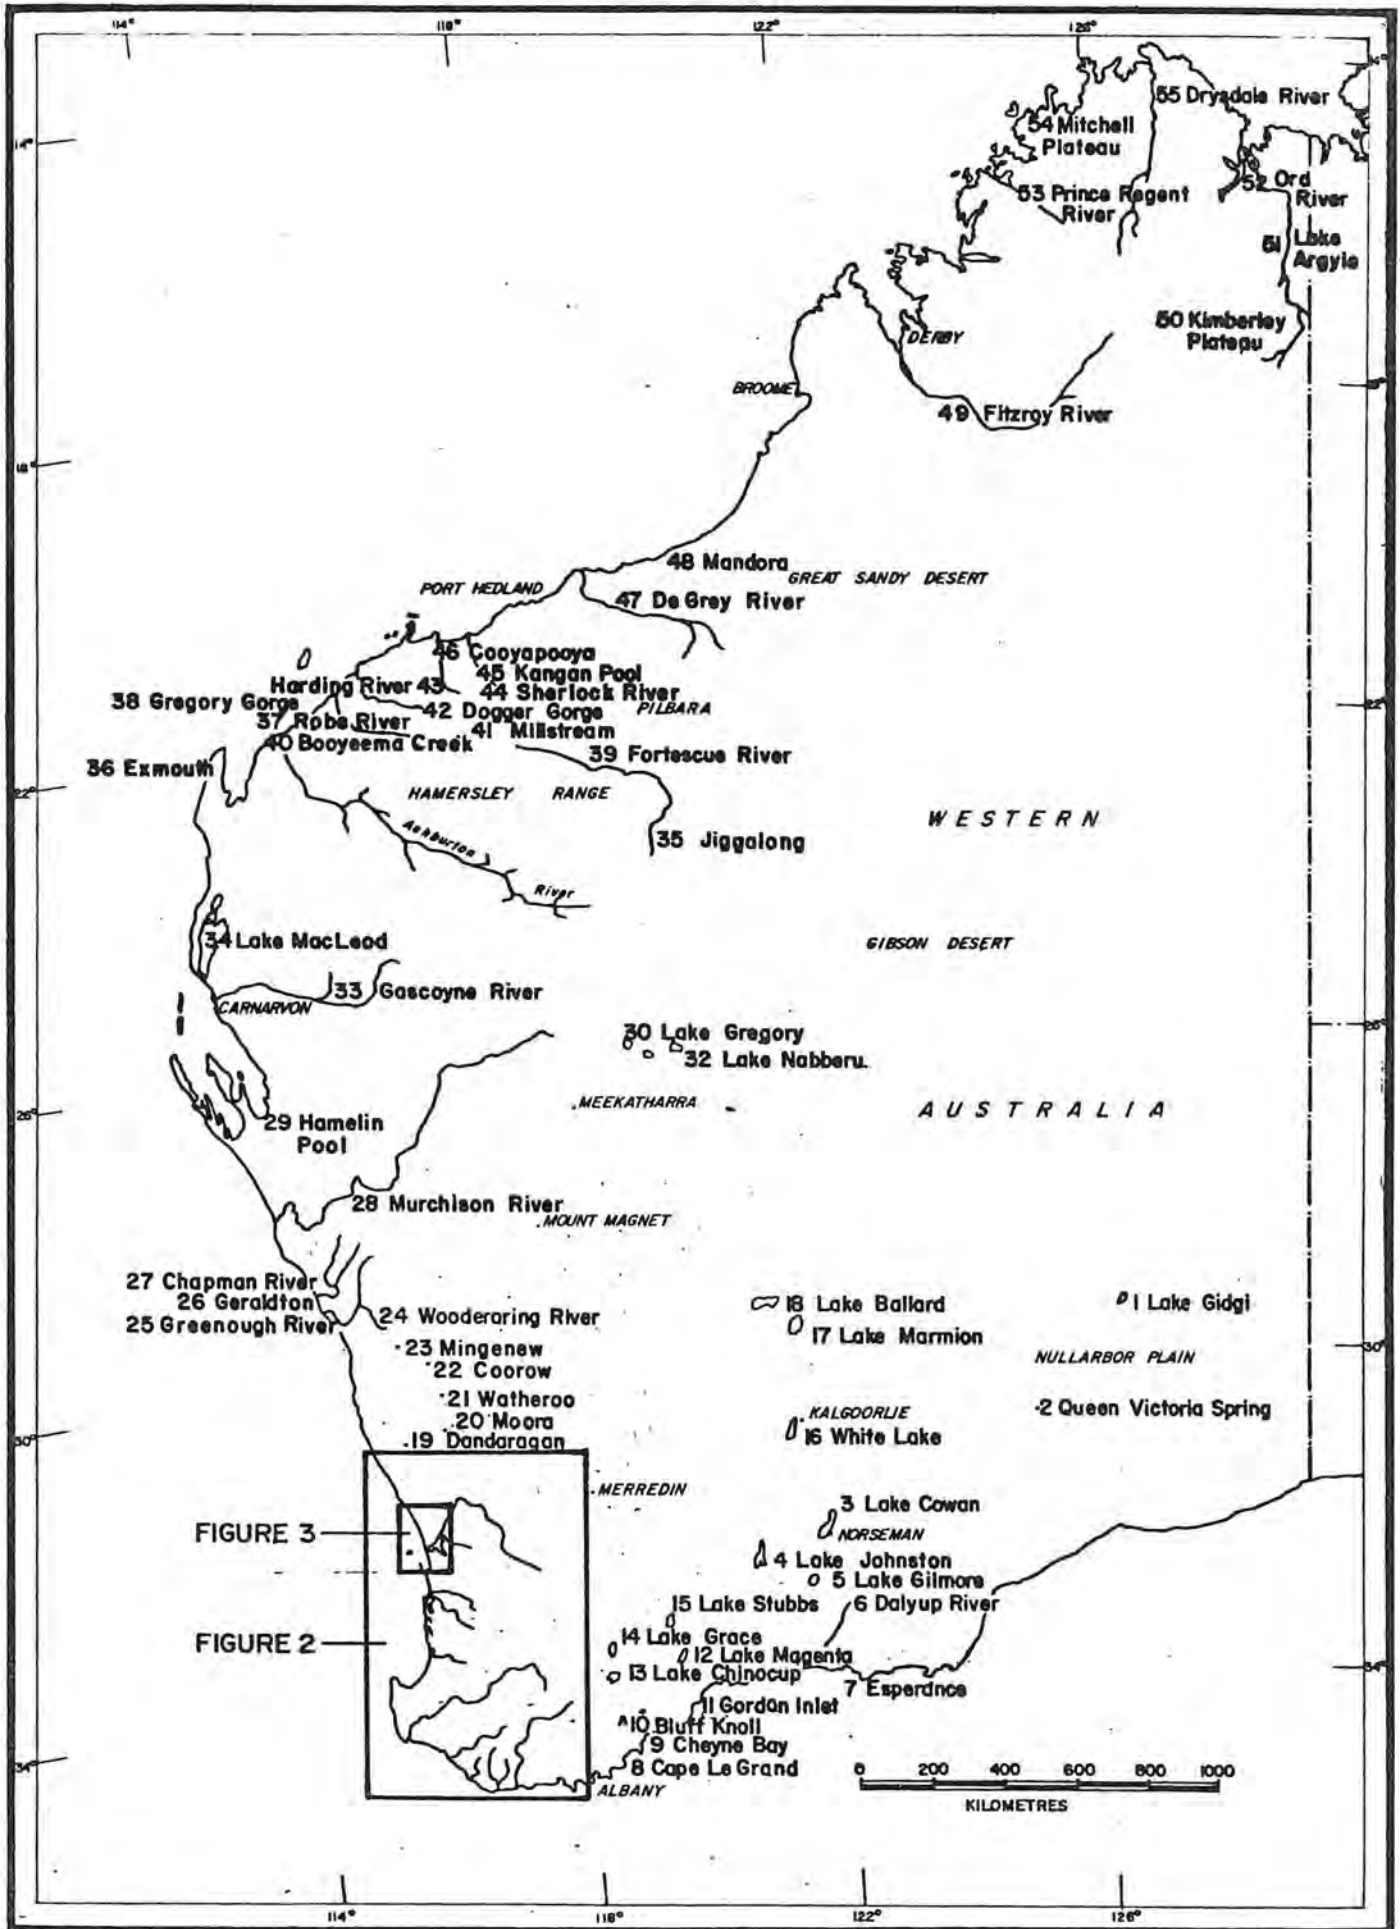 114° 118° 122° 126°
55 Drysdale River
54 Mitchell
Plateau
14°
53 Prince Regent
River
52 Ord
River
51 Lake
Argyle
50 Kimberley
Plateau
DERBY
BROOME
49 Fitzroy River
18°
48 Mandora
GREAT SANDY DESERT
PORT HEDLAND
47 De Grey River
46 Cooyapooya
45 Kangan Pool
Harding River 43
44 Sherlock River
38 Gregory Gorge
42 Dogger Gorge
PILBARA
22°
37 Robe River
41 Millstream
40 Booyeema Creek
39 Fortescue River
36 Exmouth
22°
HAMERSLEY RANGE
WESTERN
Ashburton
35 Jiggalong
River
34 Lake MacLeod
GIBSON DESERT
33 Gascoyne River
CARNARVON
30 Lake Gregory
26°
32 Lake Nabberu.
MEEKATHARRA
AUSTRALIA
26°
29 Hamelin
Pool
28 Murchison River
MOUNT MAGNET
27 Chapman River
26 Geraldton
25 Greenough River
24 Wooderaring River
18 Lake Ballard
1 Lake Gidgi
17 Lake Marmion
23 Mingenew
22 Coorow
NULLARBOR PLAIN
30°
21 Watheroo
20 Moora
KALGOORLIE
2 Queen Victoria Spring
30°
19 Dandaragan
16 White Lake
MERREDIN
3 Lake Cowan
FIGURE 3
NORSEMAN
4 Lake Johnston
5 Lake Gilmore
15 Lake Stubbs
6 Dalyup River
FIGURE 2
14 Lake Grace
12 Lake Magenta
13 Lake Chinocup
34°
7 Esperance
11 Gordon Inlet
10 Bluff Knoll
9 Cheyne Bay
34°
8 Cape Le Grand
ALBANY
0 200 400 600 800 1000
KILOMETRES
114° 118° 122° 126°